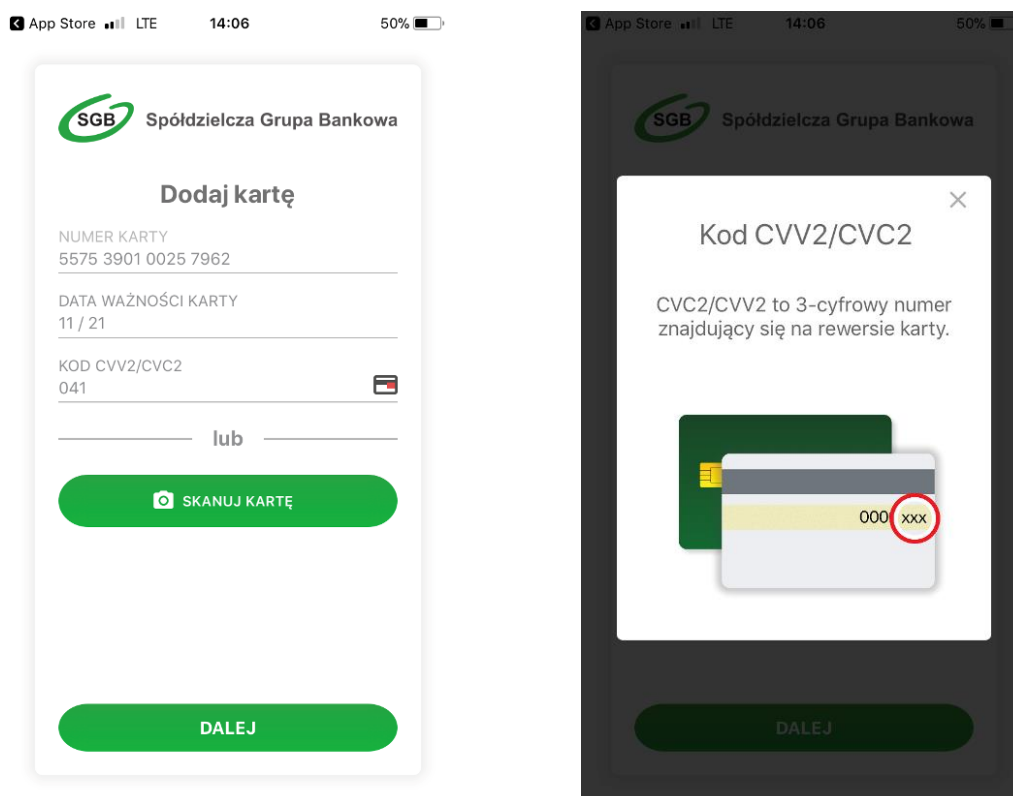 App Store LTE 14:06 50%
SGB Spółdzielcza Grupa Bankowa
Dodaj kartę
NUMER KARTY
5575 3901 0025 7962
DATA WAŻNOŚCI KARTY
11 / 21
KOD CVV2/CVC2
041
lub
SKANUJ KARTĘ
DALEJ
App Store LTE 14:06 50%
SGB Spółdzielcza Grupa Bankowa
Kod CVV2/CVC2
CVC2/CVV2 to 3-cyfrowy numer
znajdujący się na rewersie karty.
000 xxx
DALEJ